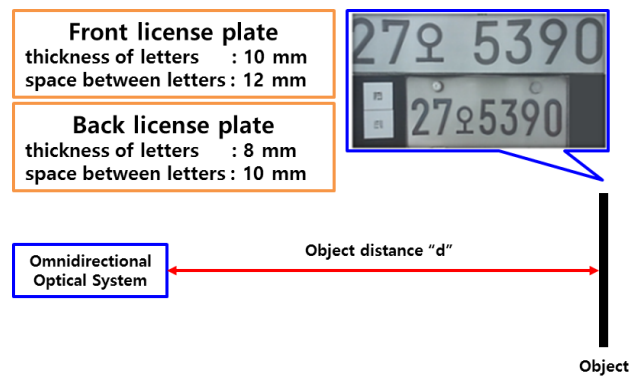 Front license plate
thickness of letters : 10 mm
space between letters : 12 mm
Back license plate
thickness of letters : 8 mm
space between letters : 10 mm
27오 5390
27오5390
Object distance “d”
Omnidirectional
Optical System
Object